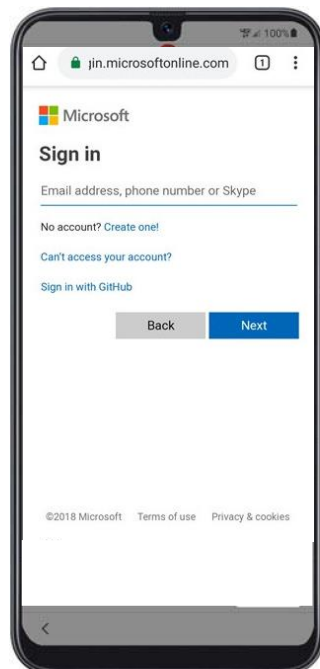 100%
jin.microsoftonline.com 1
Microsoft
Sign in
Email address, phone number or Skype
No account? Create one!
Can't access your account?
Sign in with GitHub
Back Next
©2018 Microsoft Terms of use Privacy & cookies